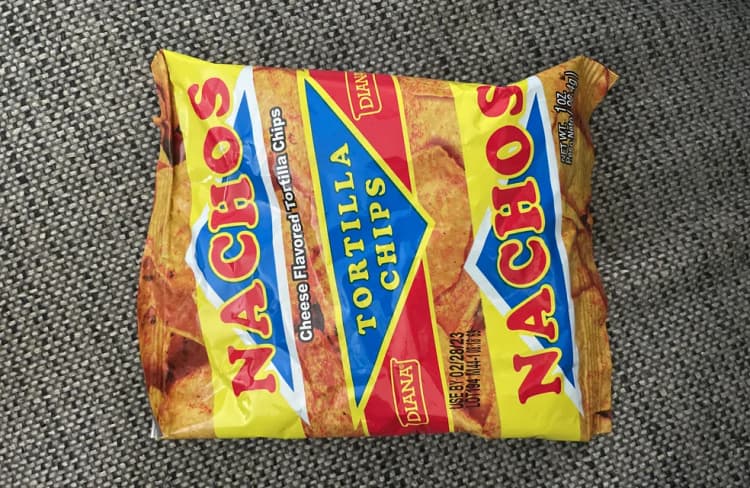 NACHOS
Cheese Flavored Tortilla Chips
DIANA
TORTILLA
CHIPS
DIANA
USE BY 02/28/23
NACHOS
NET WT. 1 OZ.